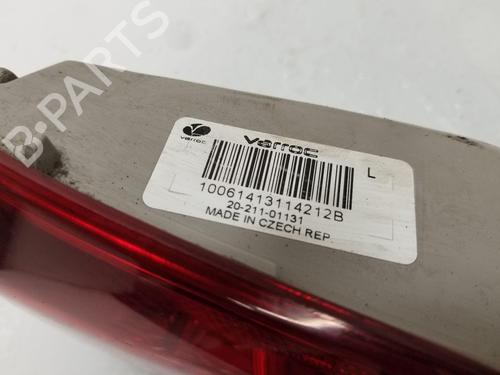 varroc
varroc
L
10061413114212B
20-211-01131
MADE IN CZECH REP.
B-PARTS